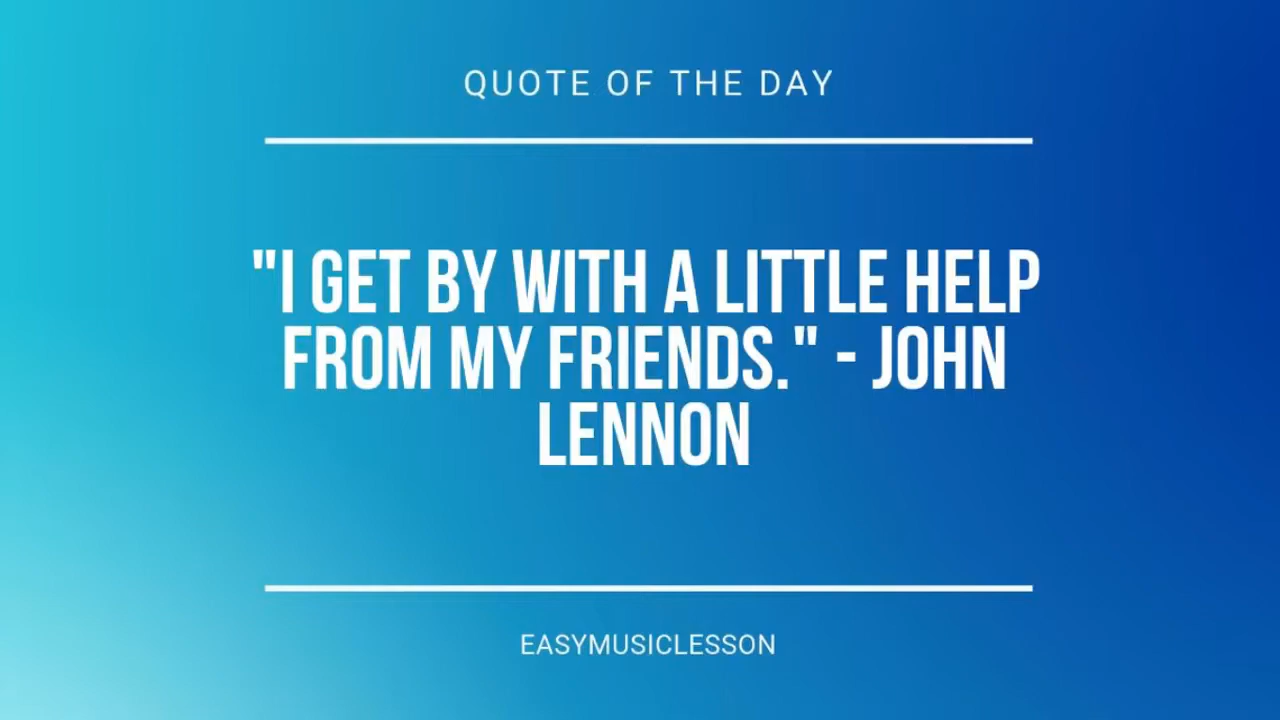 QUOTE OF THE DAY
"I GET BY WITH A LITTLE HELP
FROM MY FRIENDS." - JOHN
LENNON
EASYMUSICLESSON